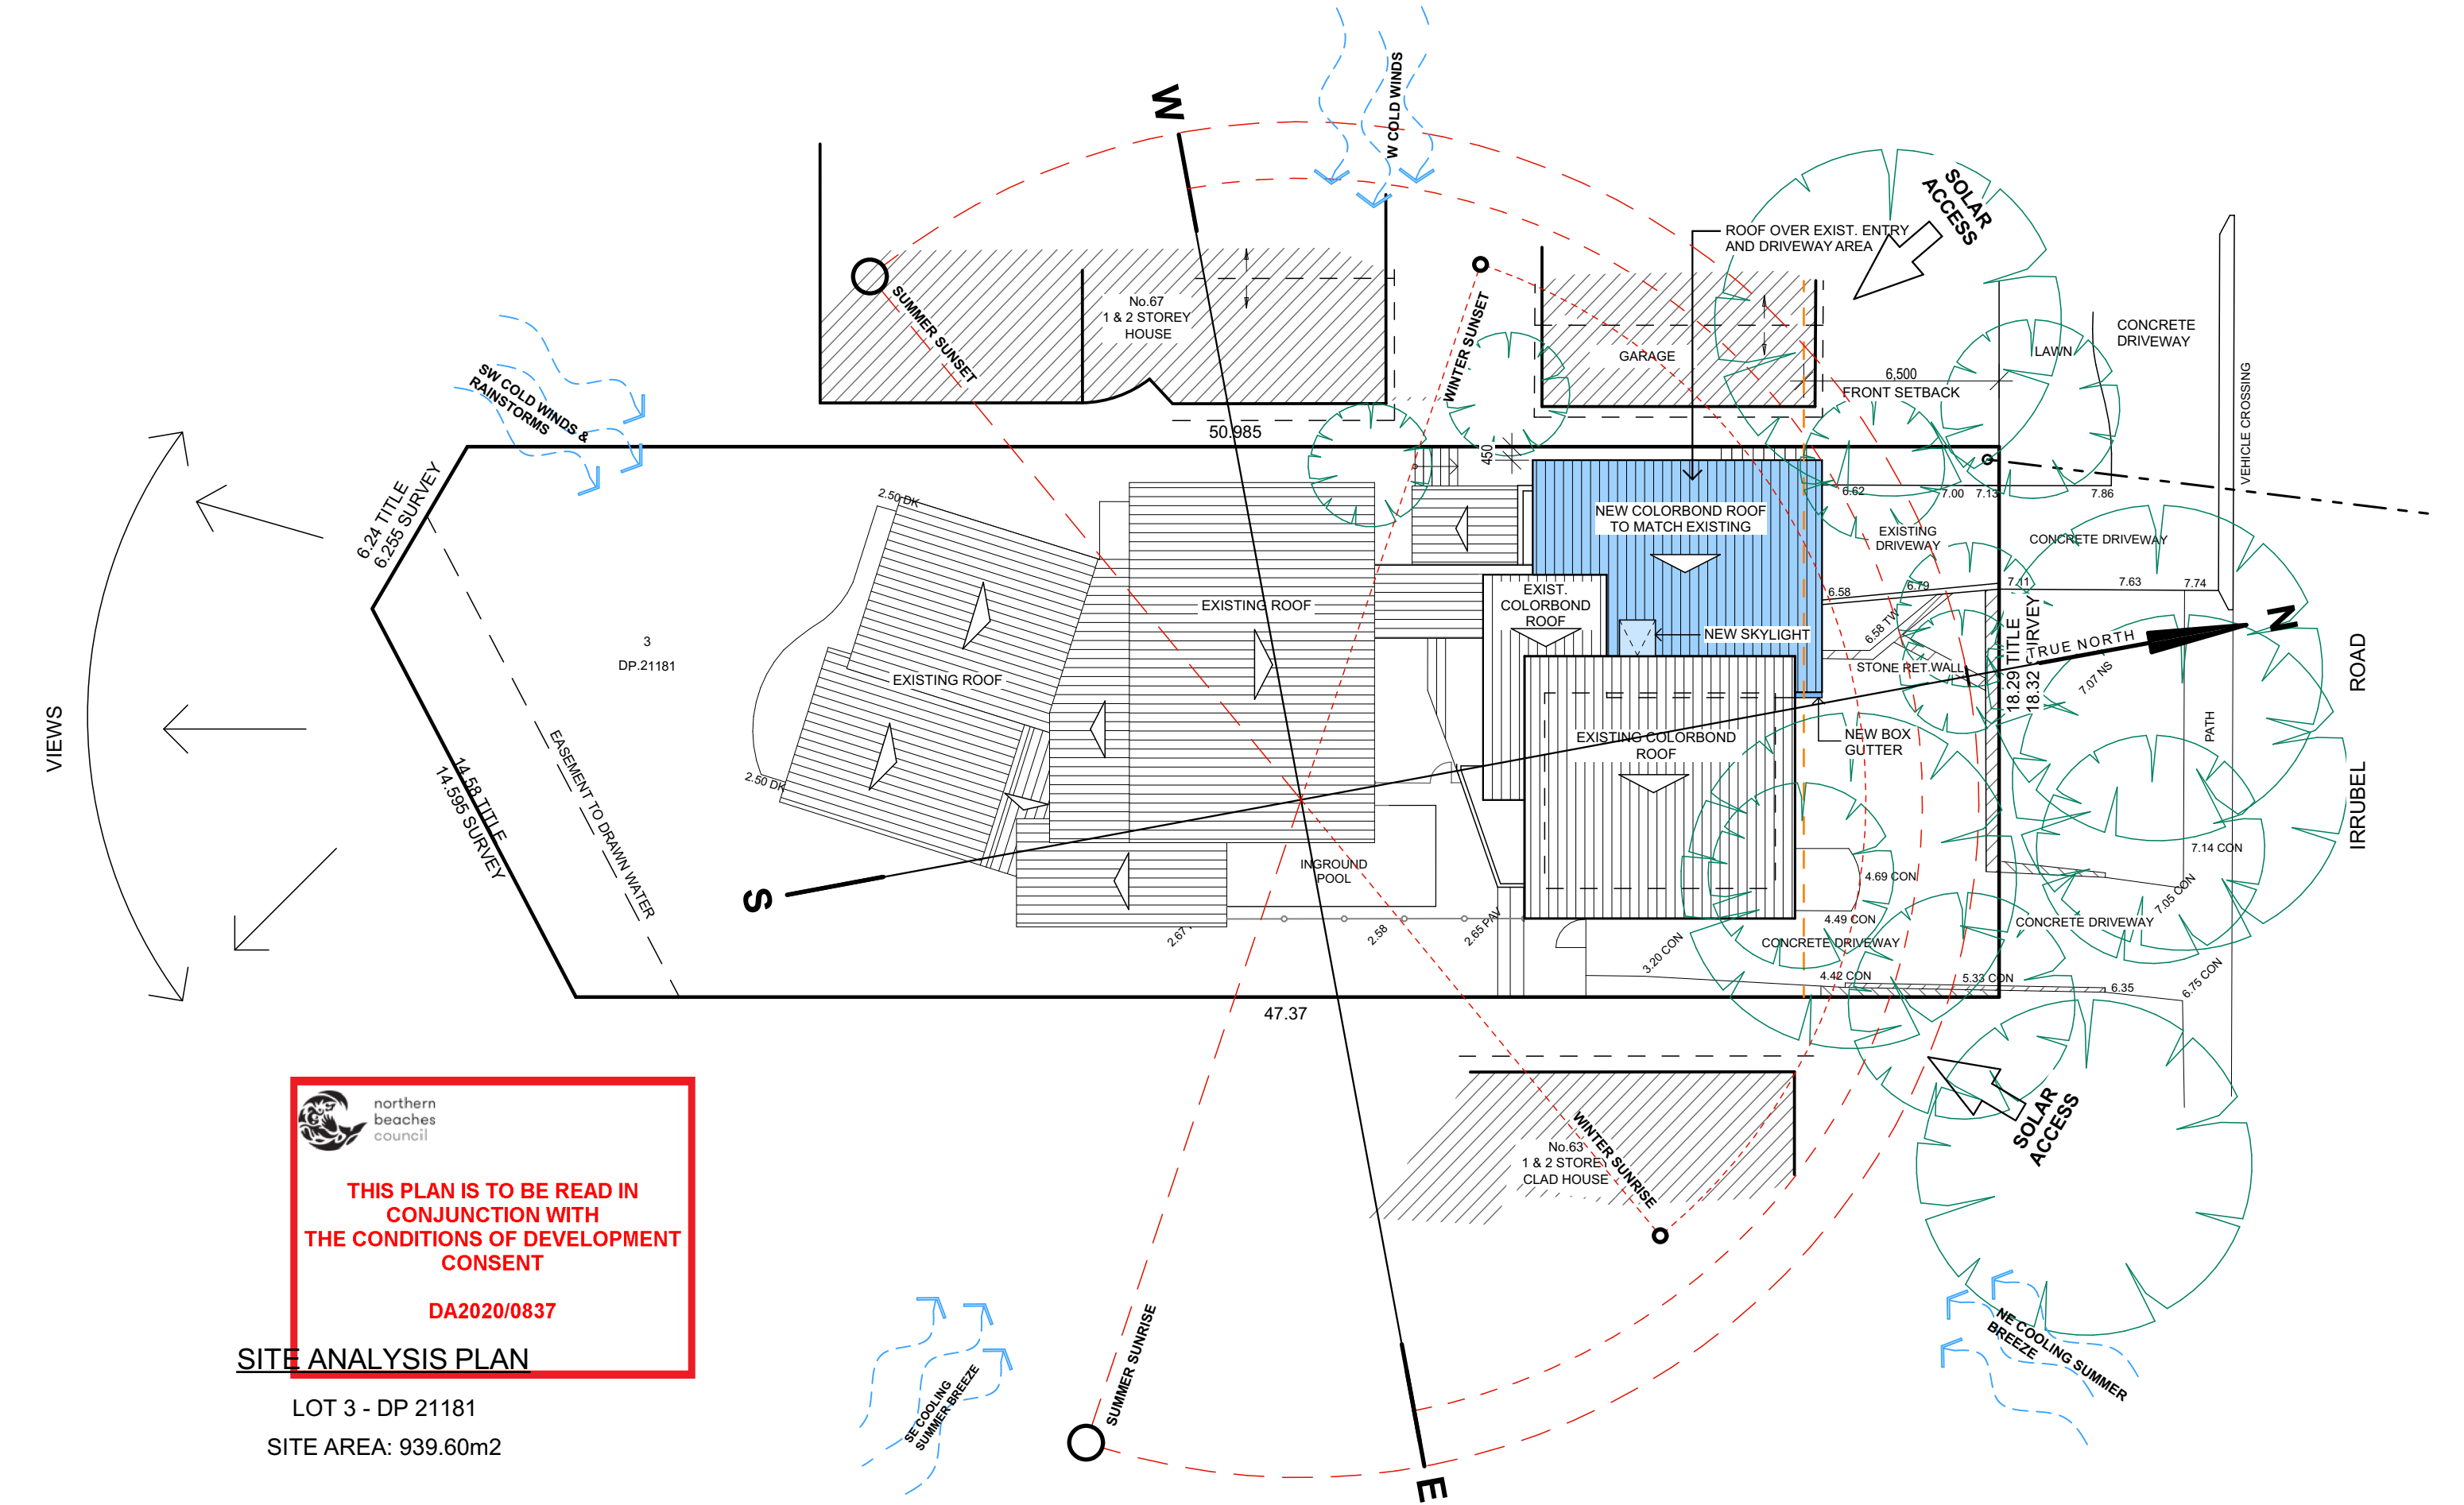 W
W COLD WINDS
SOLAR
ACCESS
ROOF OVER EXIST. ENTRY
AND DRIVEWAY AREA
No.67
1 & 2 STOREY
HOUSE
SUMMER SUNSET
WINTER SUNSET
GARAGE
LAWN
CONCRETE
DRIVEWAY
VEHICLE CROSSING
6,500
FRONT SETBACK
SW COLD WINDS &
RAINSTORMS
50.985
450
6.24 TITLE
6.255 SURVEY
2.50 DK
6.62
7.00
7.13
7.86
NEW COLORBOND ROOF
TO MATCH EXISTING
EXISTING
DRIVEWAY
CONCRETE DRIVEWAY
EXISTING ROOF
EXIST.
COLORBOND
ROOF
6.58
6.79
7.11
7.63
7.74
NEW SKYLIGHT
6.58 TW
3
DP.21181
EXISTING ROOF
STONE RET.WALL
18.29 TITLE
18.32 SURVEY
TRUE NORTH
N
7.07 NS
ROAD
IRRUBEL
PATH
VIEWS
EXISTING COLORBOND
ROOF
NEW BOX
GUTTER
2.50 DK
14.58 TITLE
14.595 SURVEY
EASEMENT TO DRAWN WATER
S
INGROUND
POOL
4.69 CON
7.14 CON
7.05 CON
4.49 CON
CONCRETE DRIVEWAY
CONCRETE DRIVEWAY
2.67
2.58
2.65 PAV
3.20 CON
4.42 CON
5.33 CON
6.35
6.75 CON
47.37
No.63
1 & 2 STOREY
CLAD HOUSE
WINTER SUNRISE
SOLAR
ACCESS
SUMMER SUNRISE
SE COOLING
SUMMER BREEZE
NE COOLING SUMMER
BREEZE
E
northern
beaches
council
THIS PLAN IS TO BE READ IN
CONJUNCTION WITH
THE CONDITIONS OF DEVELOPMENT
CONSENT
DA2020/0837
SITE ANALYSIS PLAN
LOT 3 - DP 21181
SITE AREA: 939.60m2